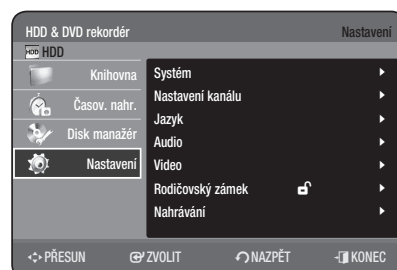 HDD & DVD rekordér Nastavení
HDD HDD
Knihovna
Časov. nahr.
Disk manažér
Nastavení
Systém
Nastavení kanálu
Jazyk
Audio
Video
Rodičovský zámek
Nahrávání
PŘESUN ZVOLIT NAZPĚT KONEC